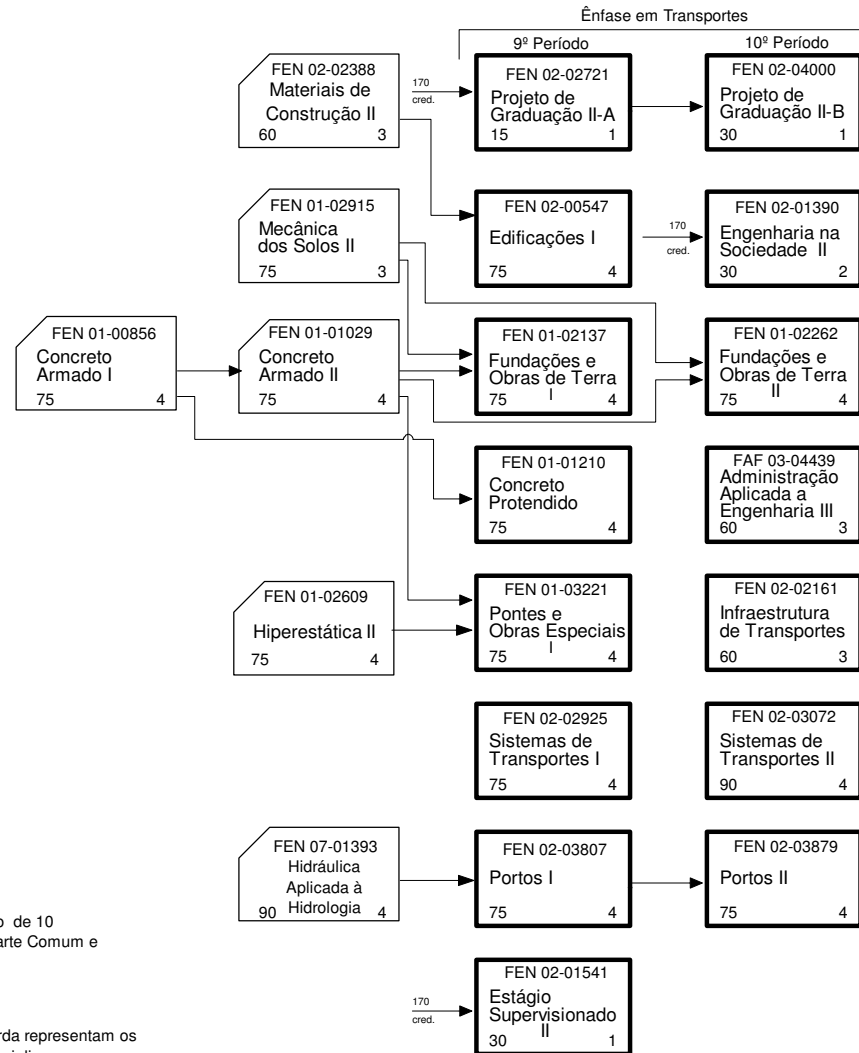 Ênfase em Transportes
9º Período
10º Período
FEN 02-02388
Materiais de
Construção II
60 3
170
cred.
FEN 02-02721
Projeto de
Graduação II-A
15 1
FEN 02-04000
Projeto de
Graduação II-B
30 1
FEN 01-02915
Mecânica
dos Solos II
75 3
FEN 02-00547
Edificações I
75 4
170
cred.
FEN 02-01390
Engenharia na
Sociedade II
30 2
FEN 01-00856
Concreto
Armado I
75 4
FEN 01-01029
Concreto
Armado II
75 4
FEN 01-02137
Fundações e
Obras de Terra
I
75 4
FEN 01-02262
Fundações e
Obras de Terra
II
75 4
FEN 01-01210
Concreto
Protendido
75 4
FAF 03-04439
Administração
Aplicada a
Engenharia III
60 3
FEN 01-02609
Hiperestática II
75 4
FEN 01-03221
Pontes e
Obras Especiais
I
75 4
FEN 02-02161
Infraestrutura
de Transportes
60 3
FEN 02-02925
Sistemas de
Transportes I
75 4
FEN 02-03072
Sistemas de
Transportes II
90 4
FEN 07-01393
Hidráulica
Aplicada à
Hidrologia
90 4
FEN 02-03807
Portos I
75 4
FEN 02-03879
Portos II
75 4
de 10
arte Comum e
170
cred.
FEN 02-01541
Estágio
Supervisionado
II
30 1
rda representam os